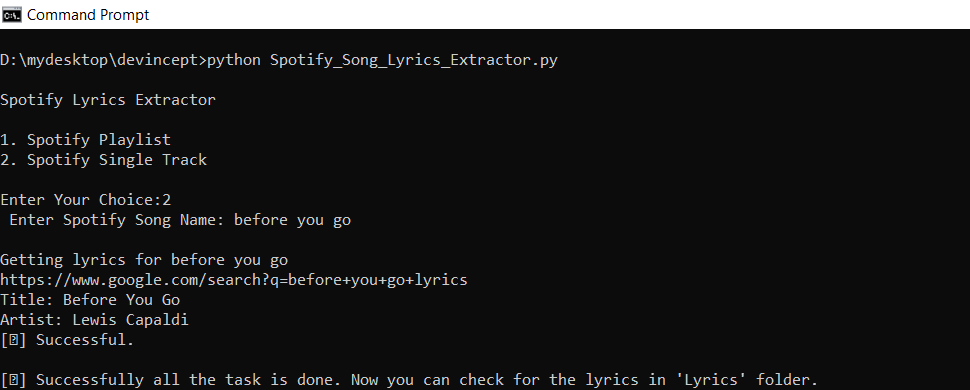 Command Prompt
D:\mydesktop\devincept>python Spotify_Song_Lyrics_Extractor.py
Spotify Lyrics Extractor
1. Spotify Playlist
2. Spotify Single Track
Enter Your Choice:2
Enter Spotify Song Name: before you go
Getting lyrics for before you go
https://www.google.com/search?q=before+you+go+lyrics
Title: Before You Go
Artist: Lewis Capaldi
[⍰] Successful.
[⍰] Successfully all the task is done. Now you can check for the lyrics in 'Lyrics' folder.